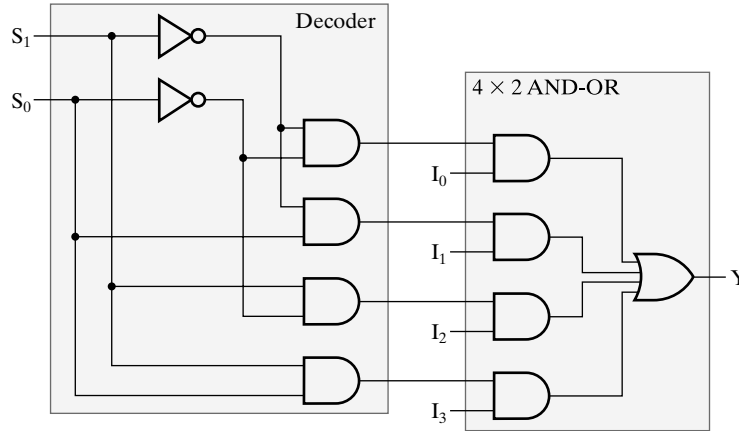 Decoder
S₁
S₀
4 × 2 AND-OR
I₀
I₁
Y
I₂
I₃